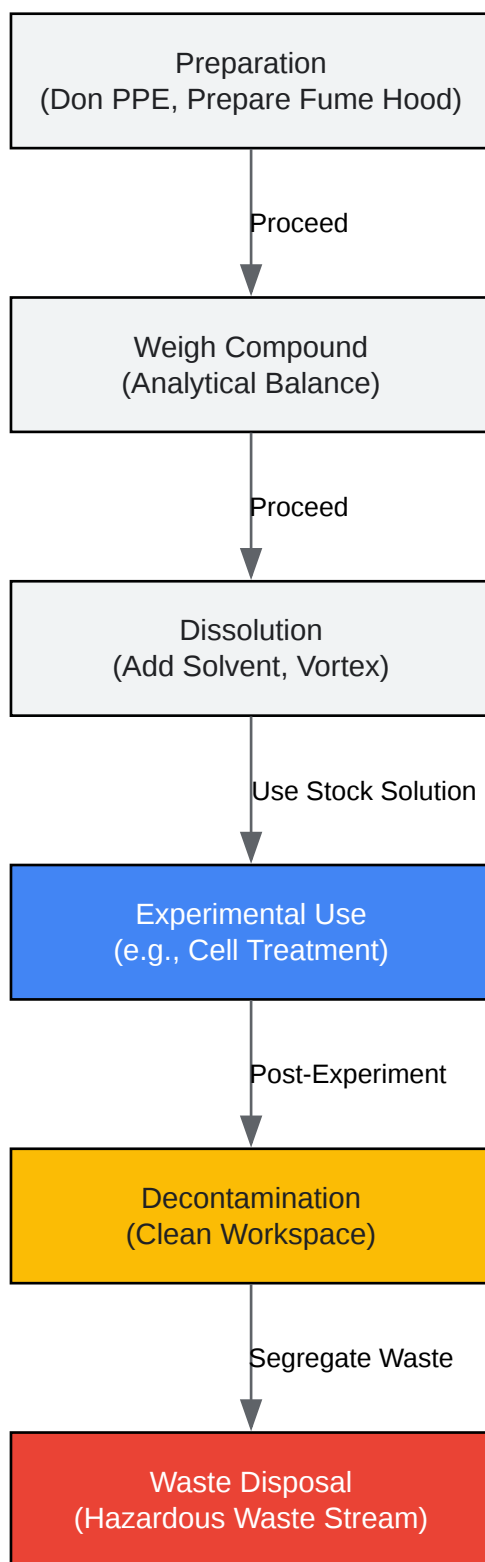 Preparation
(Don PPE, Prepare Fume Hood)
Proceed
Weigh Compound
(Analytical Balance)
Proceed
Dissolution
(Add Solvent, Vortex)
Use Stock Solution
Experimental Use
(e.g., Cell Treatment)
Post-Experiment
Decontamination
(Clean Workspace)
Segregate Waste
Waste Disposal
(Hazardous Waste Stream)